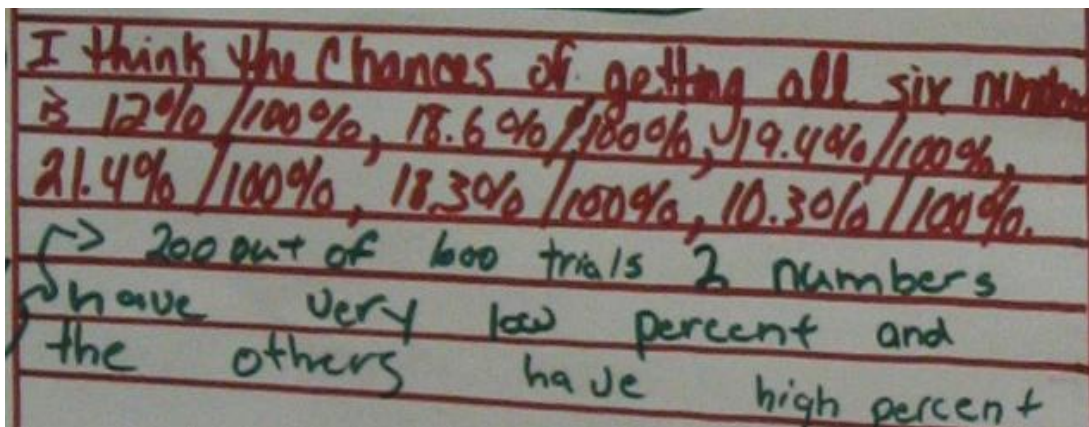 I think the Chances of getting all six number
is 12%/100%, 18.6%/100%, 19.4%/100%,
21.4%/100%, 18.3%/100%, 10.3%/100%.
→ 200 out of 600 trials 2 numbers
have very low percent and
the others have high percent